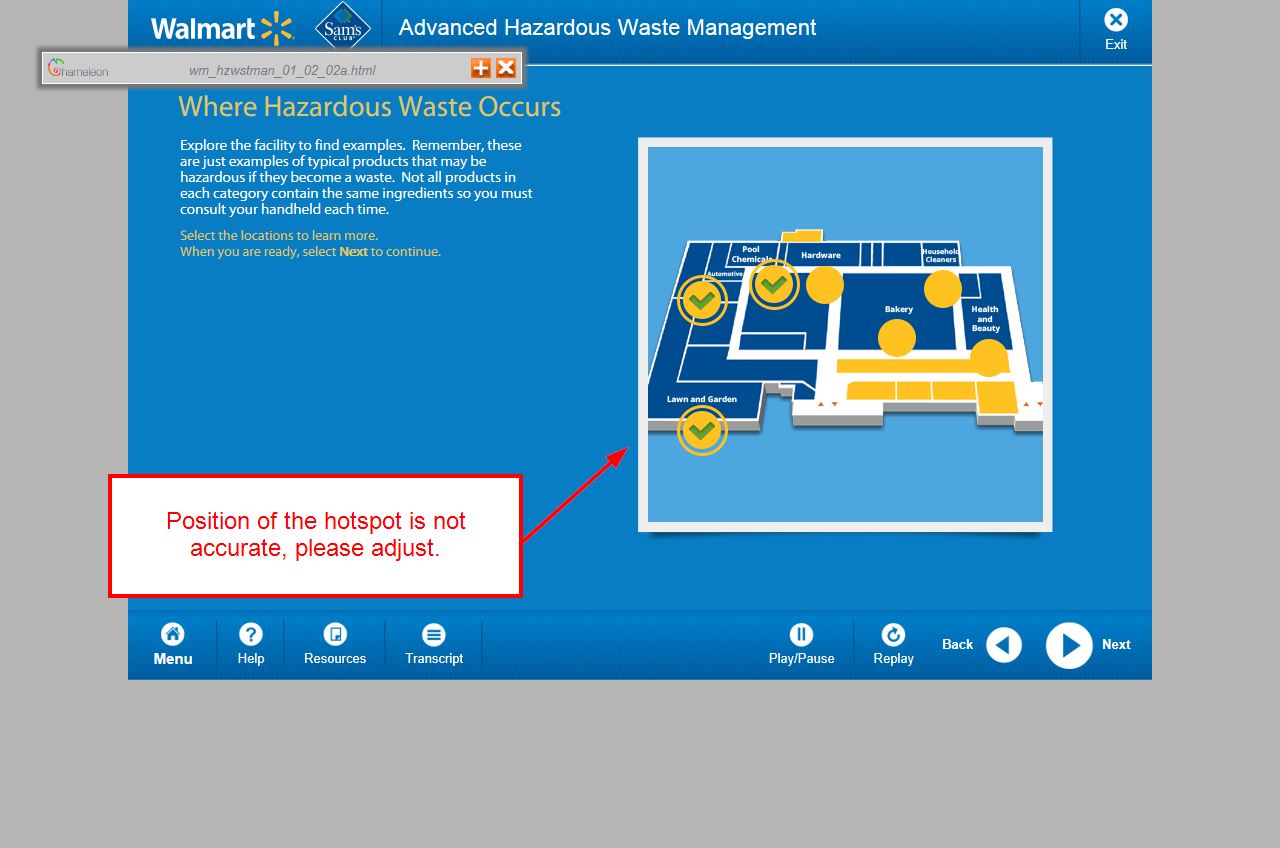 Walmart
Sam's
CLUB
Advanced Hazardous Waste Management
Exit
Chameleon
wm_hzwstman_01_02_02a.html
Where Hazardous Waste Occurs
Explore the facility to find examples.  Remember, these
are just examples of typical products that may be
hazardous if they become a waste.  Not all products in
each category contain the same ingredients so you must
consult your handheld each time.
Select the locations to learn more.
When you are ready, select Next to continue.
Pool
Chemicals
Hardware
Household
Cleaners
Automotive
Bakery
Health
and
Beauty
Lawn and Garden
Position of the hotspot is not
accurate, please adjust.
Menu
Help
Resources
Transcript
Play/Pause
Replay
Back
Next